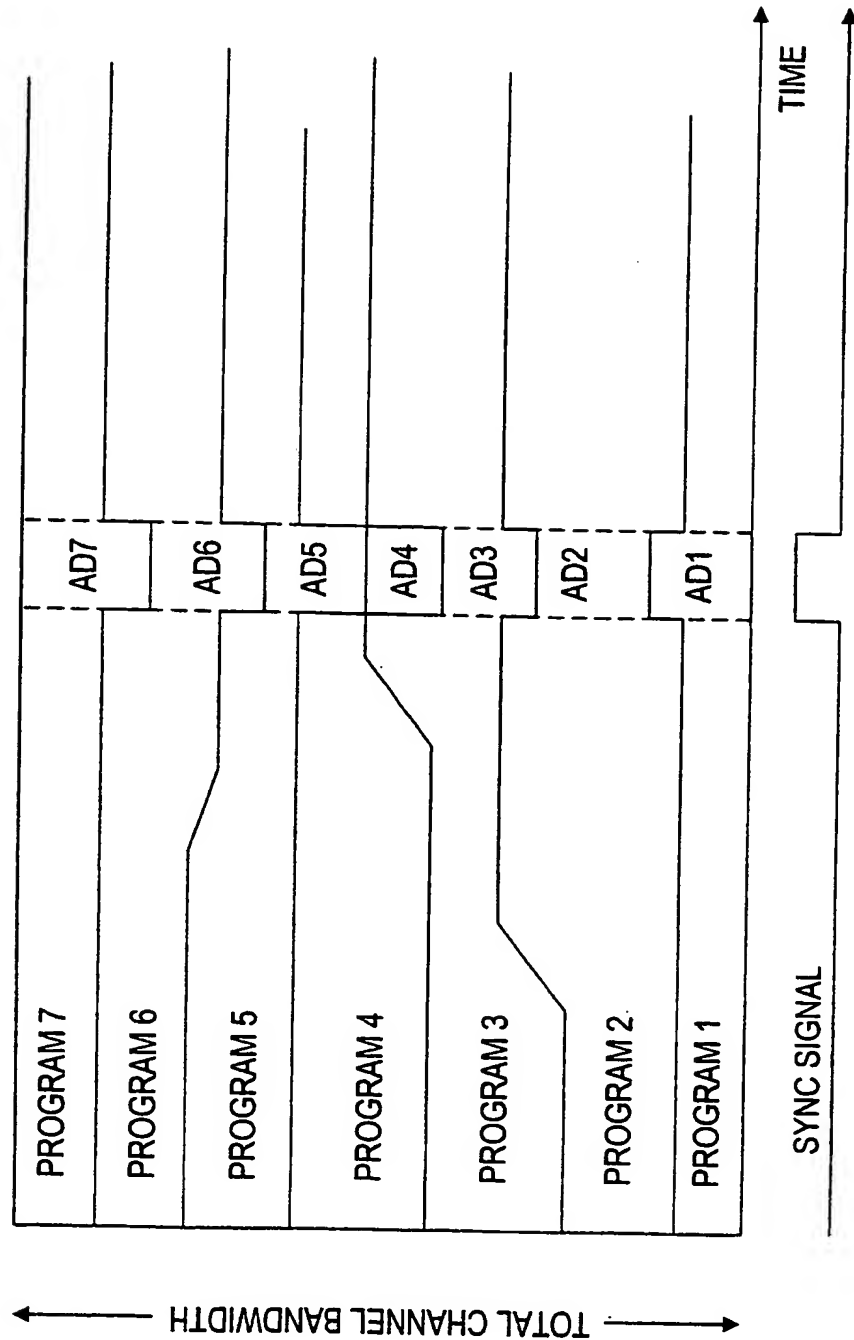 TOTAL CHANNEL BANDWIDTH
PROGRAM 7
PROGRAM 6
PROGRAM 5
PROGRAM 4
PROGRAM 3
PROGRAM 2
PROGRAM 1
AD7
AD6
AD5
AD4
AD3
AD2
AD1
TIME
SYNC SIGNAL